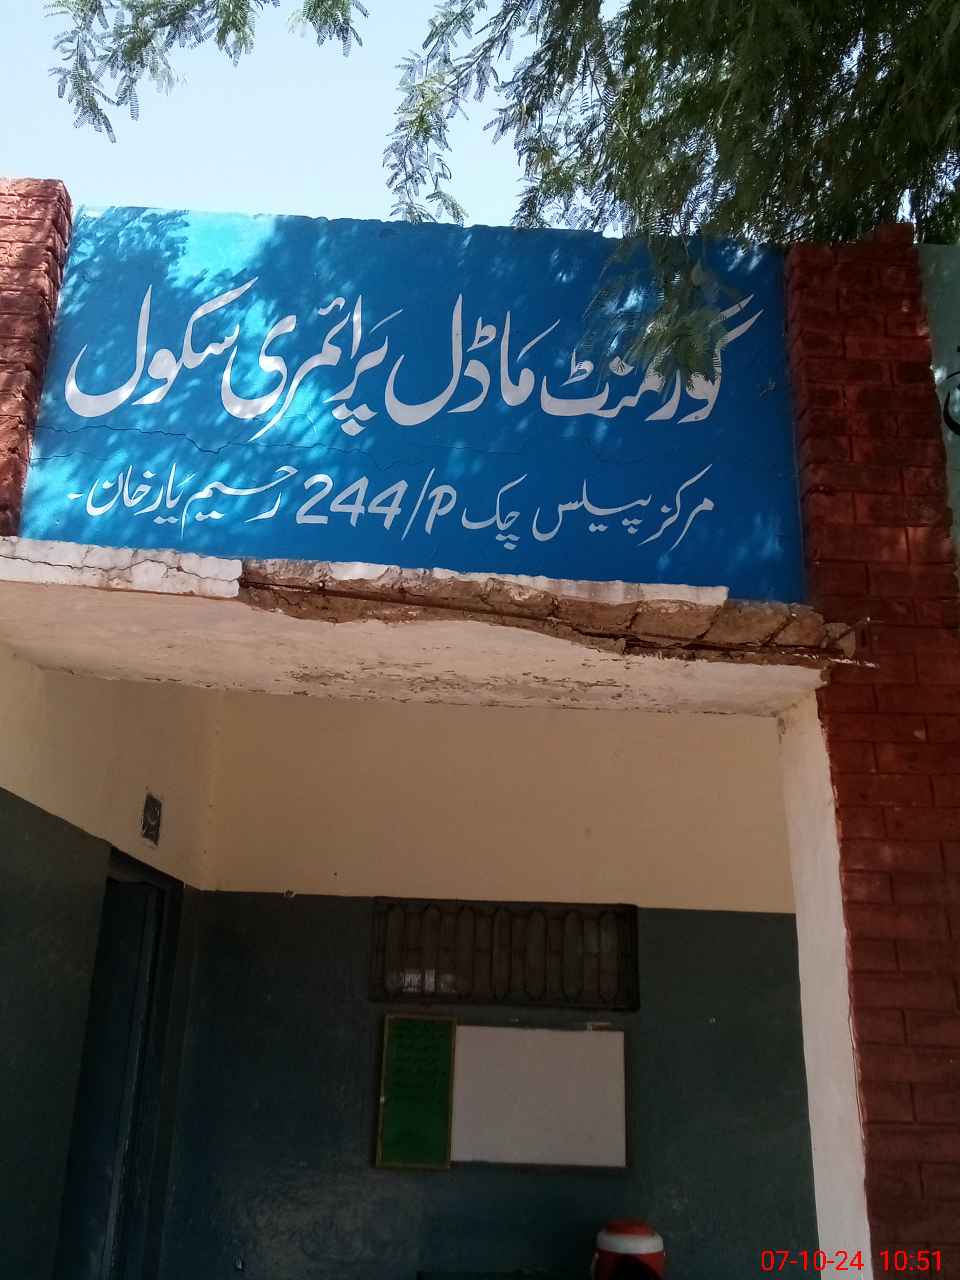 گورنمنٹ ماڈل پرائمری سکول
مرکز پیلس چک 244/P رحیم یار خان۔
07-10-24 10:51